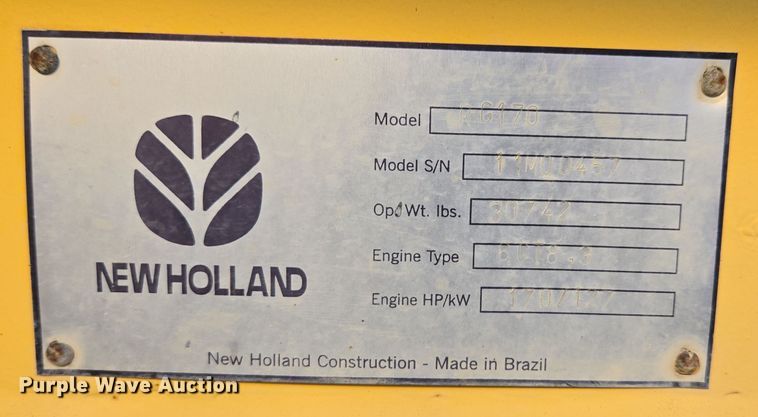 NEW HOLLAND
Model RG170
Model S/N
Op. Wt. lbs. 31742
Engine Type 6CT8.3
Engine HP/kW 170/127
New Holland Construction - Made in Brazil
Purple Wave Auction